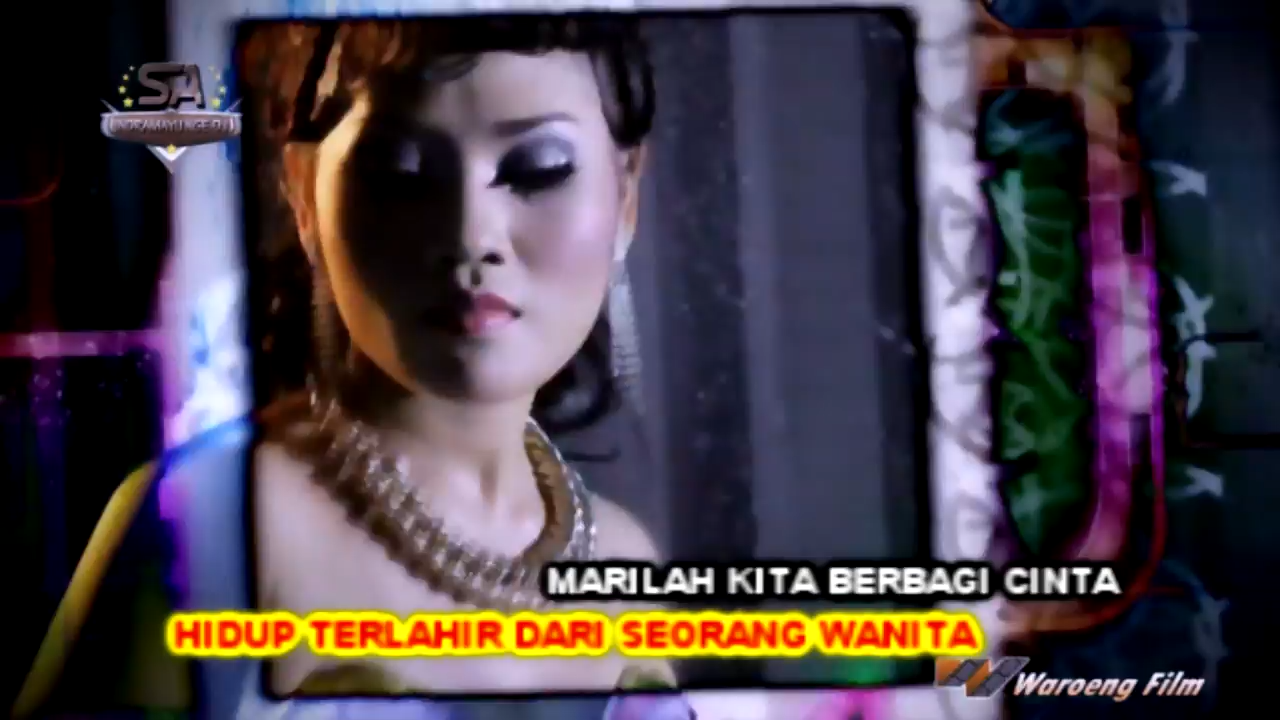 SA
MARILAH KITA BERBAGI CINTA
HIDUP TERLAHIR DARI SEORANG WANITA
Waroeng Film